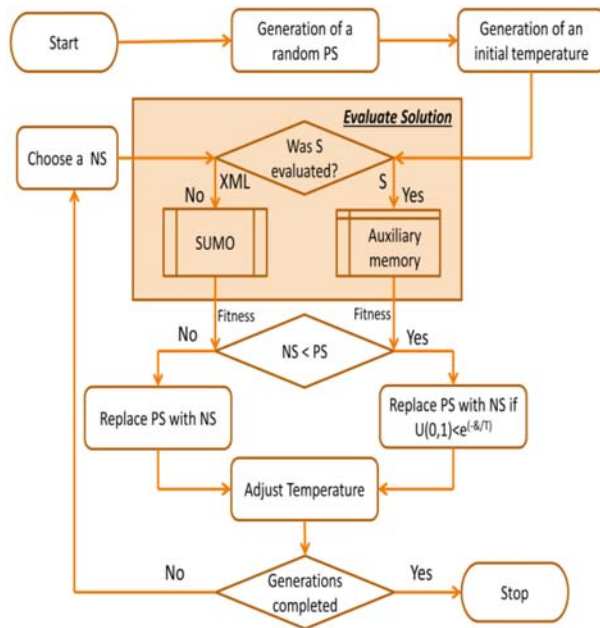 Start
Generation of a
random PS
Generation of an
initial temperature
Evaluate Solution
Choose a NS
Was S
evaluated?
XML
No
S
Yes
SUMO
Auxiliary
memory
Fitness
Fitness
No
NS < PS
Yes
Replace PS with NS
Replace PS with NS if
U(0,1)<e(-&/T)
Adjust Temperature
No
Generations
completed
Yes
Stop